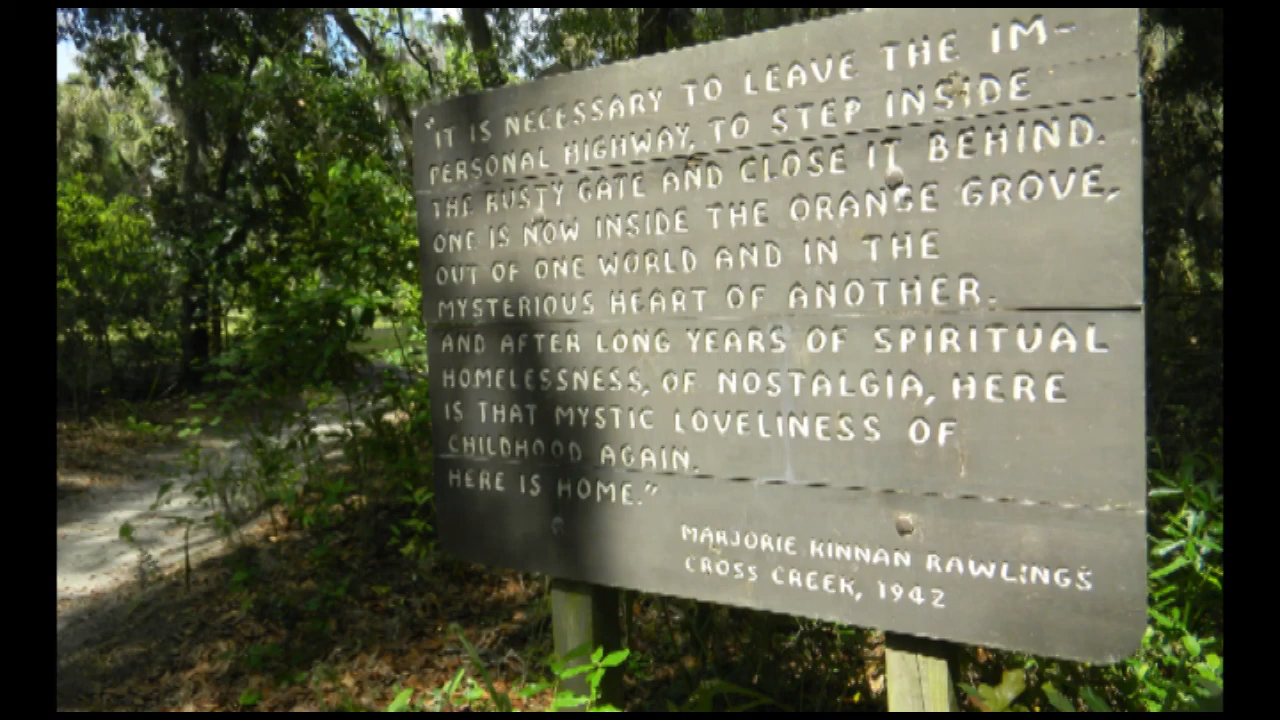 "IT IS NECESSARY TO LEAVE THE IM-
PERSONAL HIGHWAY, TO STEP INSIDE
THE RUSTY GATE AND CLOSE IT BEHIND.
ONE IS NOW INSIDE THE ORANGE GROVE,
OUT OF ONE WORLD AND IN THE
MYSTERIOUS HEART OF ANOTHER.
AND AFTER LONG YEARS OF SPIRITUAL
HOMELESSNESS, OF NOSTALGIA, HERE
IS THAT MYSTIC LOVELINESS OF
CHILDHOOD AGAIN.
HERE IS HOME."
MARJORIE KINNAN RAWLINGS
CROSS CREEK, 1942